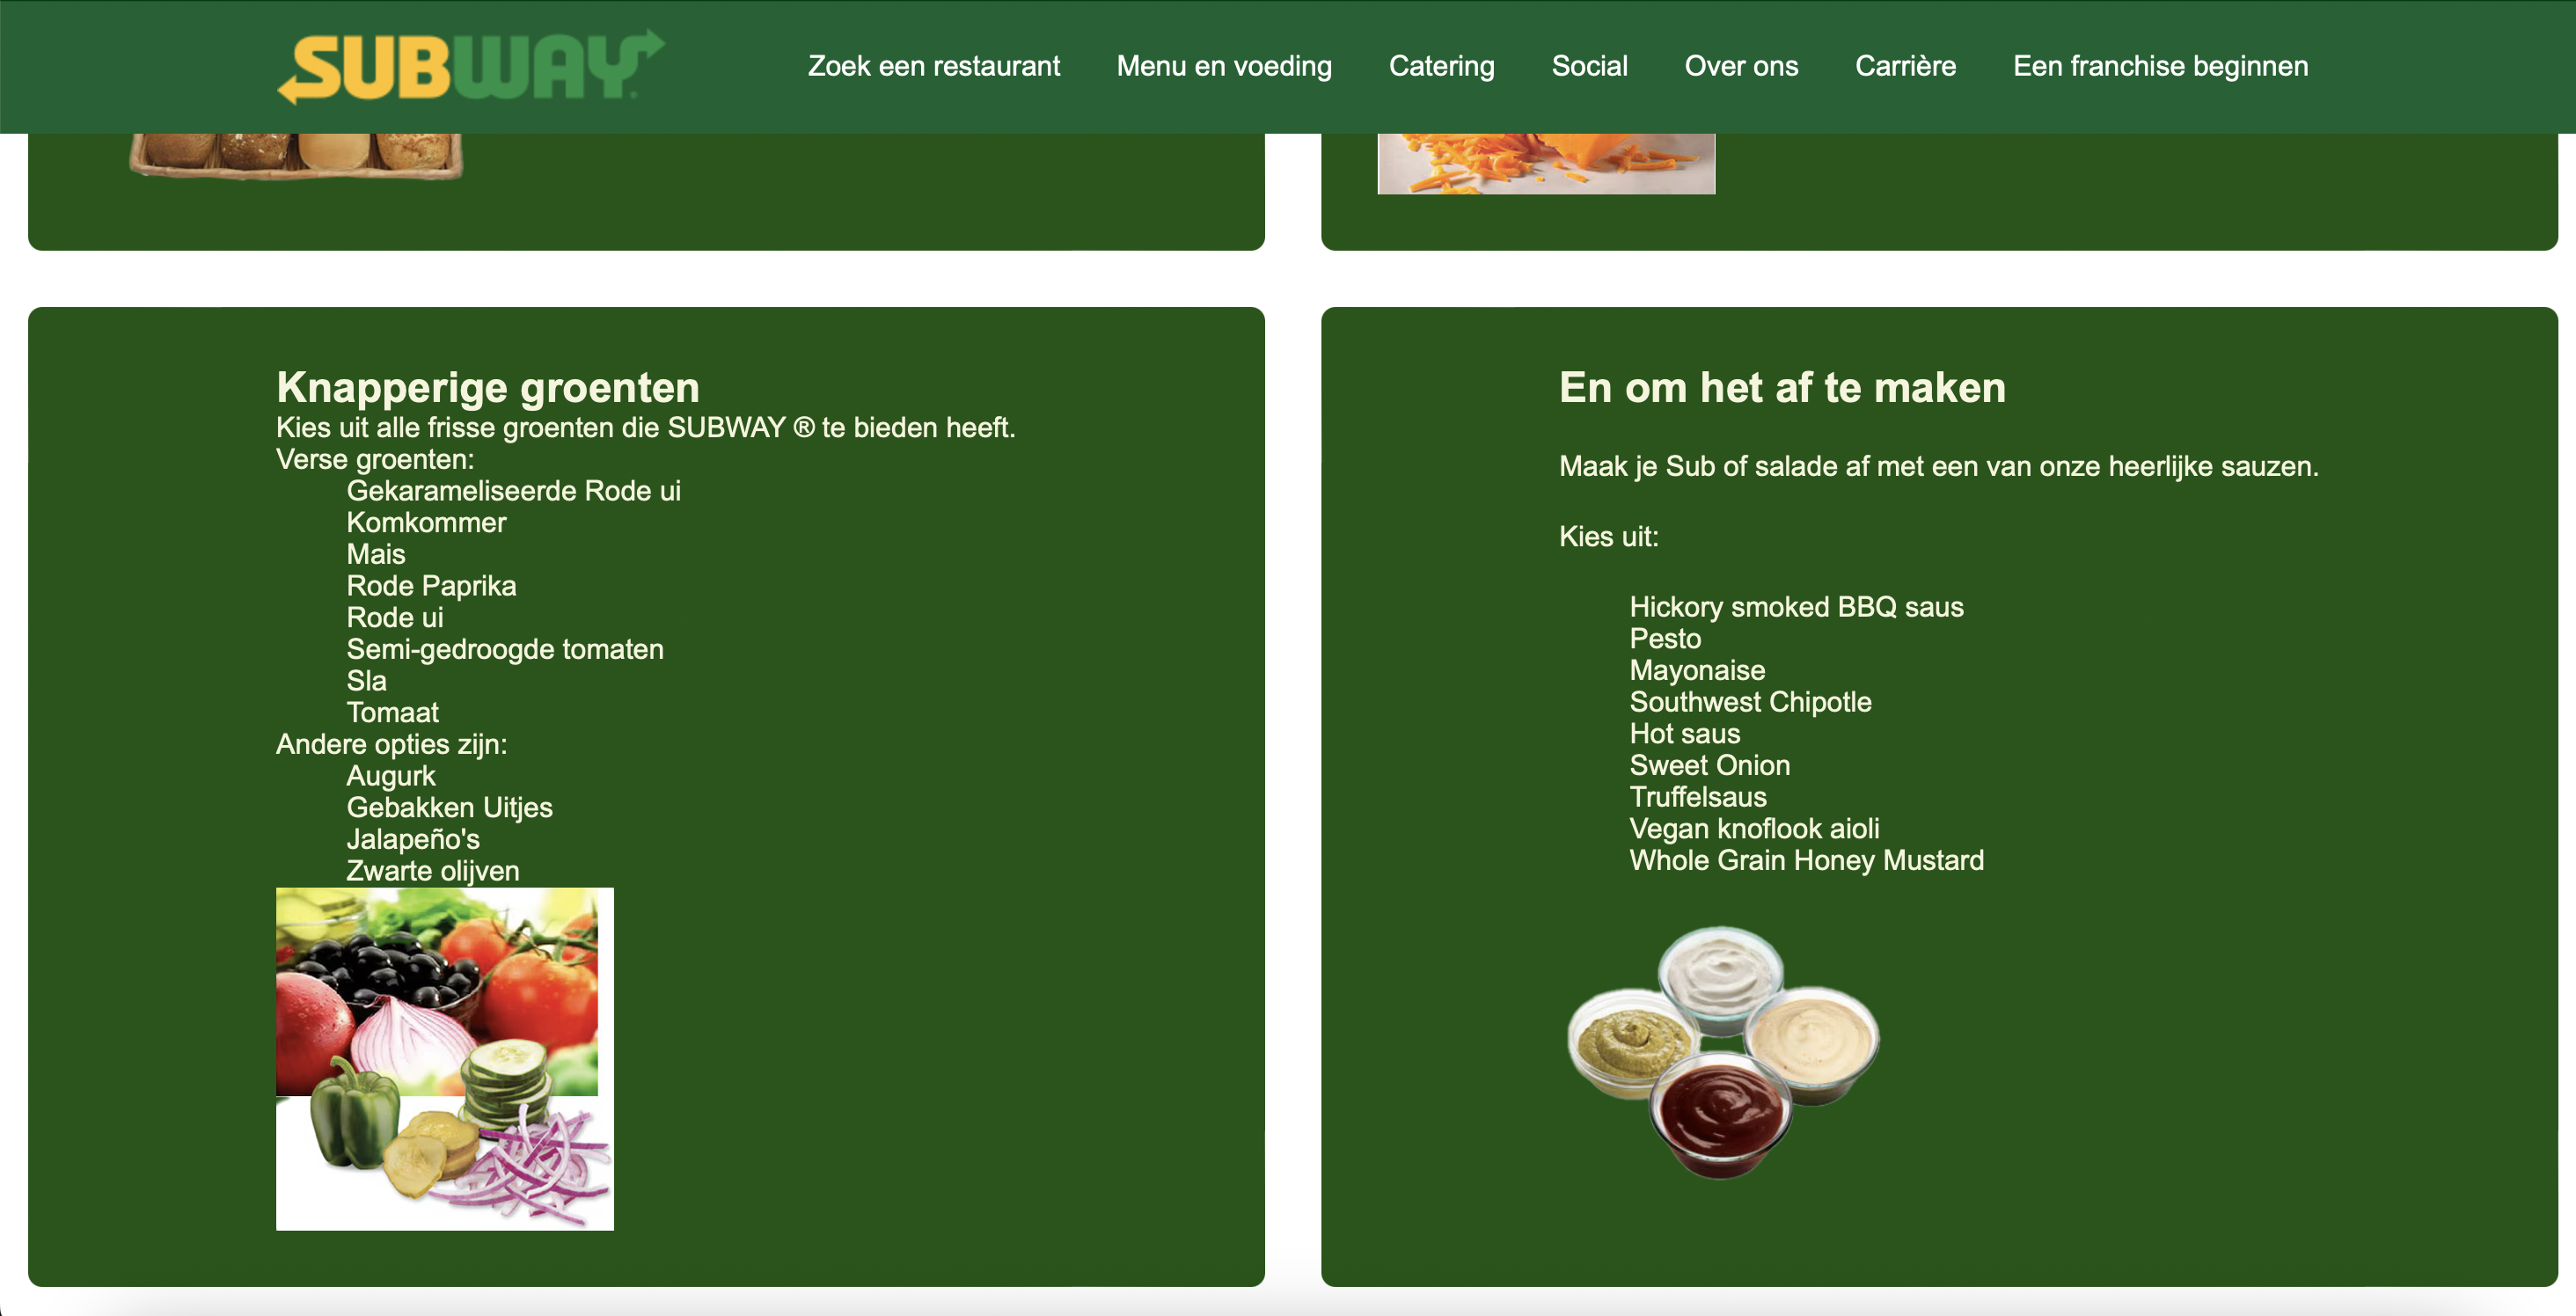 SUBWAY
Zoek een restaurant Menu en voeding Catering Social Over ons Carrière Een franchise beginnen
Knapperige groenten
Kies uit alle frisse groenten die SUBWAY ® te bieden heeft.
Verse groenten:
Gekarameliseerde Rode ui
Komkommer
Mais
Rode Paprika
Rode ui
Semi-gedroogde tomaten
Sla
Tomaat
Andere opties zijn:
Augurk
Gebakken Uitjes
Jalapeño's
Zwarte olijven
En om het af te maken
Maak je Sub of salade af met een van onze heerlijke sauzen.
Kies uit:
Hickory smoked BBQ saus
Pesto
Mayonaise
Southwest Chipotle
Hot saus
Sweet Onion
Truffelsaus
Vegan knoflook aioli
Whole Grain Honey Mustard